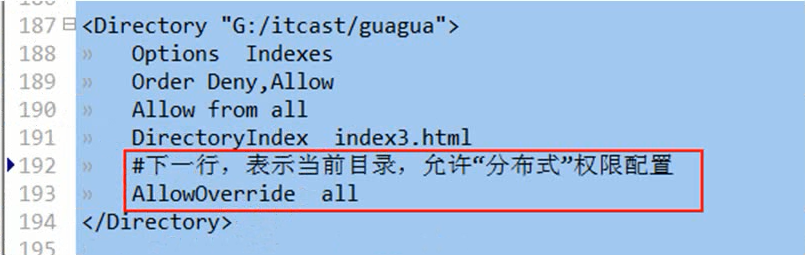 187 <Directory "G:/itcast/guagua">
188 » Options  Indexes
189 » Order Deny,Allow
190 » Allow from all
191 » DirectoryIndex  index3.html
192 » #下一行，表示当前目录，允许“分布式”权限配置
193 » AllowOverride  all
194 </Directory>
195